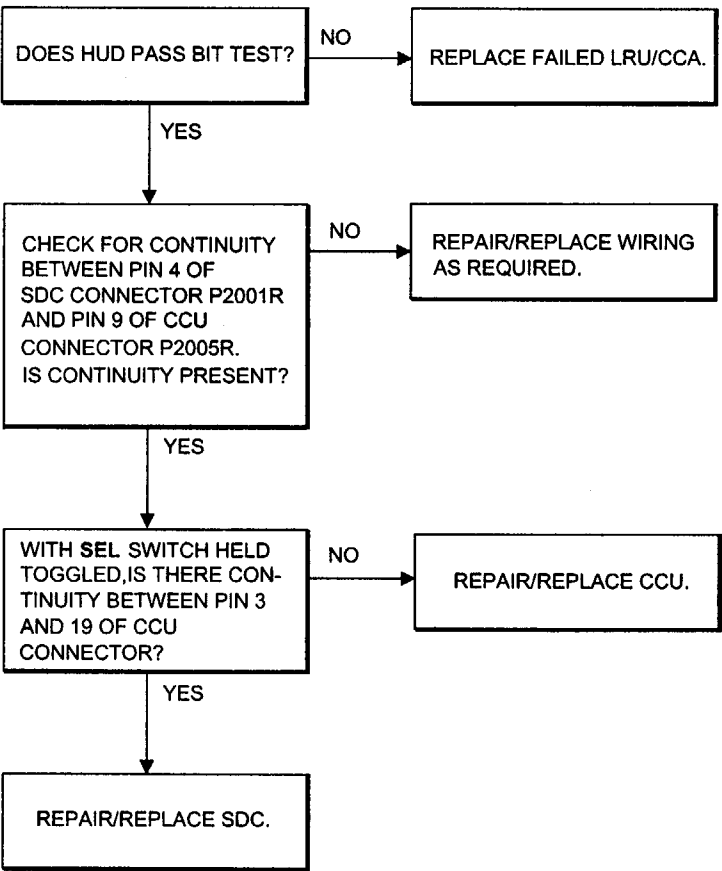 DOES HUD PASS BIT TEST?
NO
REPLACE FAILED LRU/CCA.
YES
CHECK FOR CONTINUITY
BETWEEN PIN 4 OF
SDC CONNECTOR P2001R
AND PIN 9 OF CCU
CONNECTOR P2005R.
IS CONTINUITY PRESENT?
NO
REPAIR/REPLACE WIRING
AS REQUIRED.
YES
WITH SEL SWITCH HELD
TOGGLED,IS THERE CON-
TINUITY BETWEEN PIN 3
AND 19 OF CCU
CONNECTOR?
NO
REPAIR/REPLACE CCU.
YES
REPAIR/REPLACE SDC.